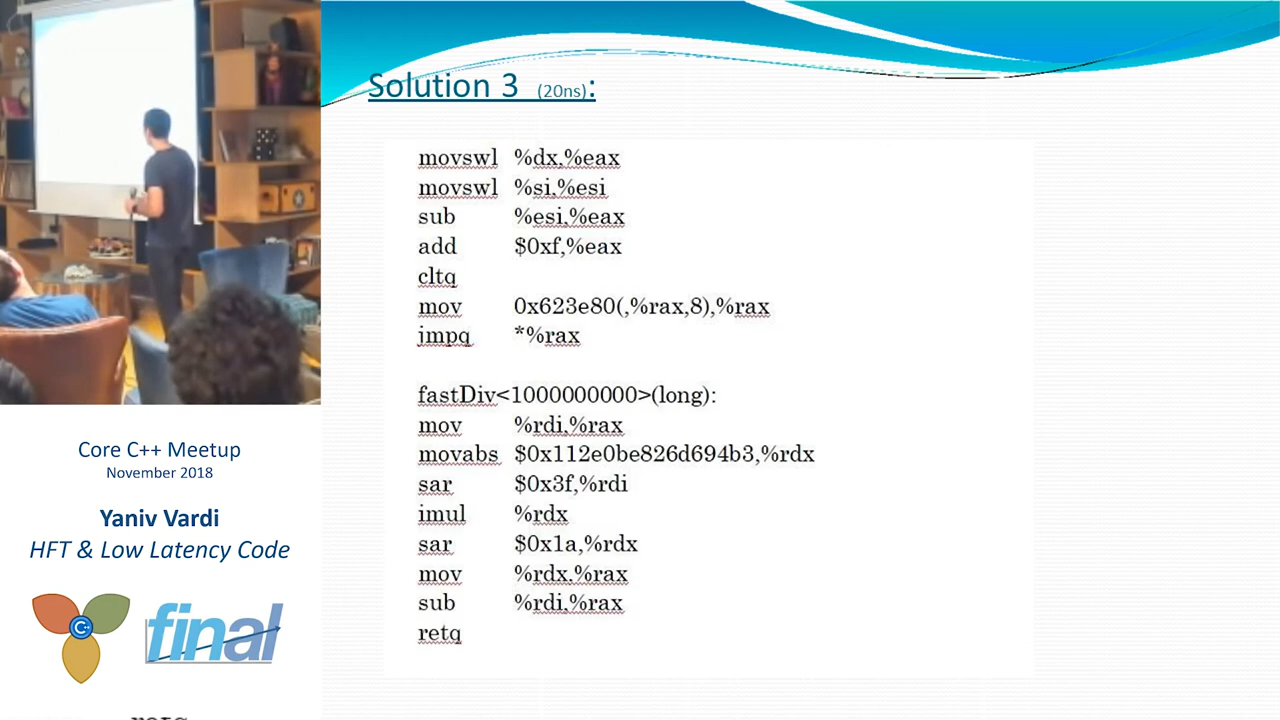 Solution 3 (20ns):
movswl %dx,%eax
movswl %si,%esi
sub %esi,%eax
add $0xf,%eax
cltq
mov 0x623e80(,%rax,8),%rax
jmpq *%rax
fastDiv<1000000000>(long):
mov %rdi,%rax
movabs $0x112e0be826d694b3,%rdx
sar $0x3f,%rdi
imul %rdx
sar $0x1a,%rdx
mov %rdx,%rax
sub %rdi,%rax
retq
Core C++ Meetup
November 2018
Yaniv Vardi
HFT & Low Latency Code
C++
final